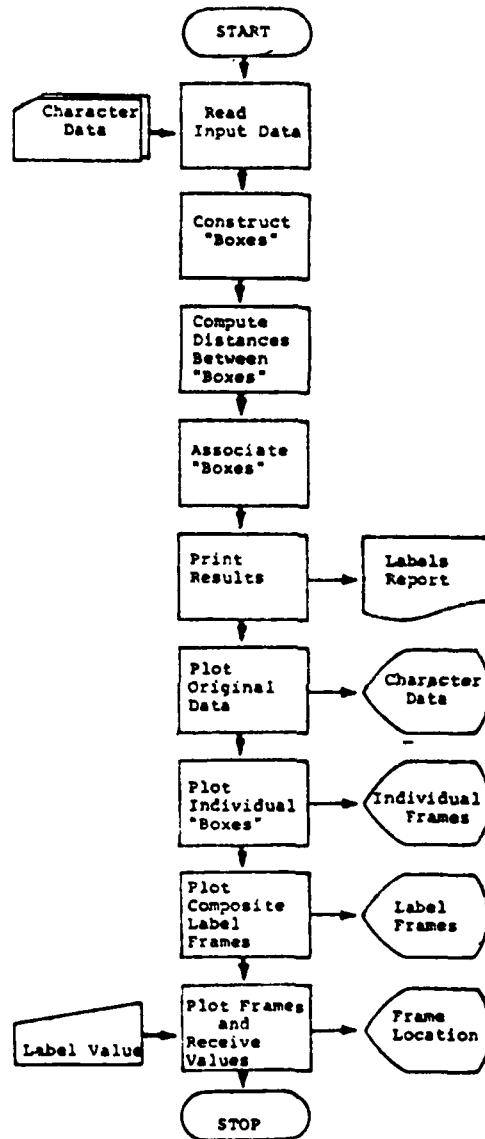 START
Character
Data
Read
Input Data
Construct
"Boxes"
Compute
Distances
Between
"Boxes"
Associate
"Boxes"
Print
Results
Labels
Report
Plot
Original
Data
Character
Data
Plot
Individual
"Boxes"
Individual
Frames
Plot
Composite
Label
Frames
Label
Frames
Label Value
Plot Frames
and
Receive
Values
Frame
Location
STOP